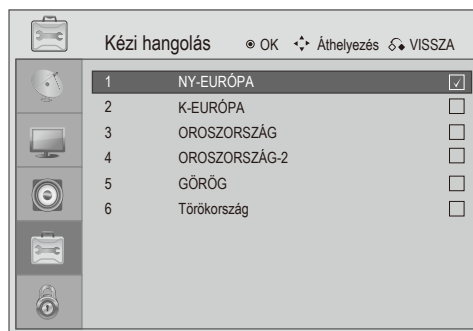 Kézi hangolás OK Áthelyezés VISSZA
1 NY-EURÓPA
2 K-EURÓPA
3 OROSZORSZÁG
4 OROSZORSZÁG-2
5 GÖRÖG
6 Törökország